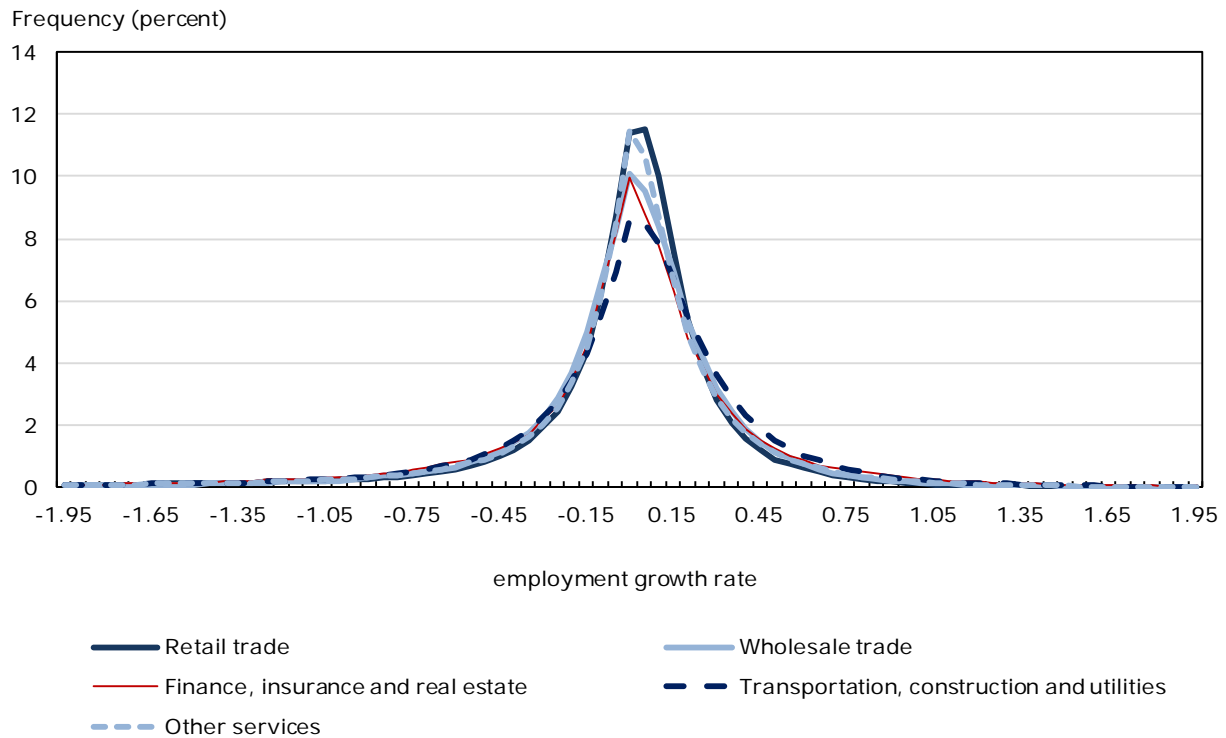 Frequency (percent)
14
12
10
8
6
4
2
0
-1.95 -1.65 -1.35 -1.05 -0.75 -0.45 -0.15 0.15 0.45 0.75 1.05 1.35 1.65 1.95
employment growth rate
Retail trade Wholesale trade
Finance, insurance and real estate Transportation, construction and utilities
Other services